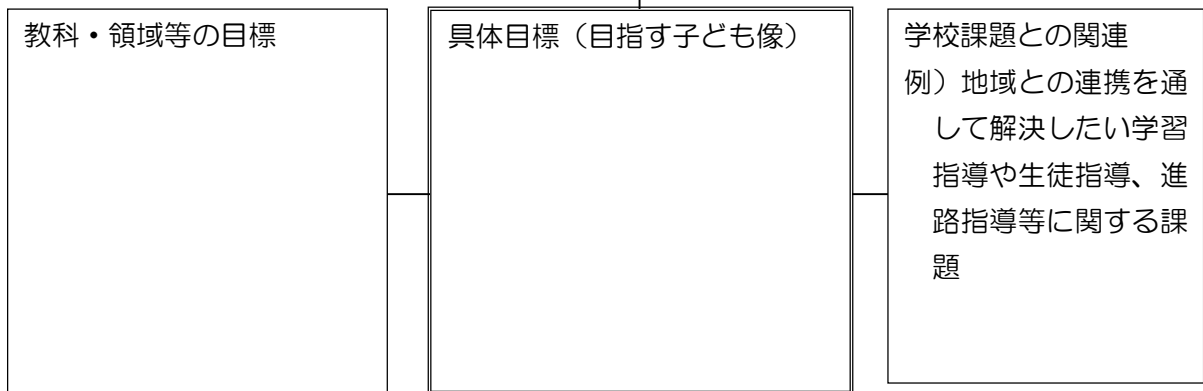 教科・領域等の目標
具体目標（目指す子ども像）
学校課題との関連
例）地域との連携を通
して解決したい学習
指導や生徒指導、進
路指導等に関する課
題